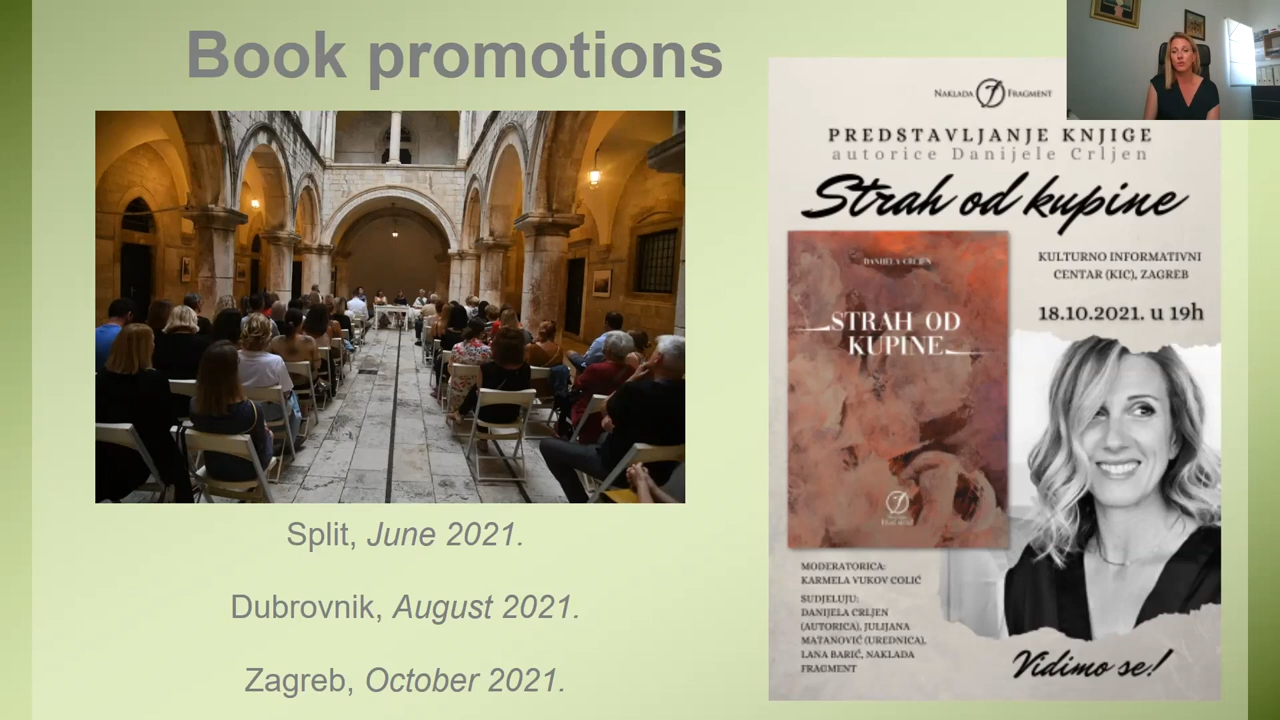 Book promotions
Split, June 2021.
Dubrovnik, August 2021.
Zagreb, October 2021.
NAKLADA FRAGMENT
PREDSTAVLJANJE KNJIGE
autorice Danijele Crljen
Strah od kupine
DANIJELA CRLJEN
STRAH OD
KUPINE
KULTURNO INFORMATIVNI
CENTAR (KIC), ZAGREB
18.10.2021. u 19h
MODERATORICA:
KARMELA VUKOV COLIĆ
SUDJELUJU:
DANIJELA CRLJEN
(AUTORICA), JULIJANA
MATANOVIĆ (UREDNICA),
LANA BARIĆ, NAKLADA
FRAGMENT
Vidimo se!